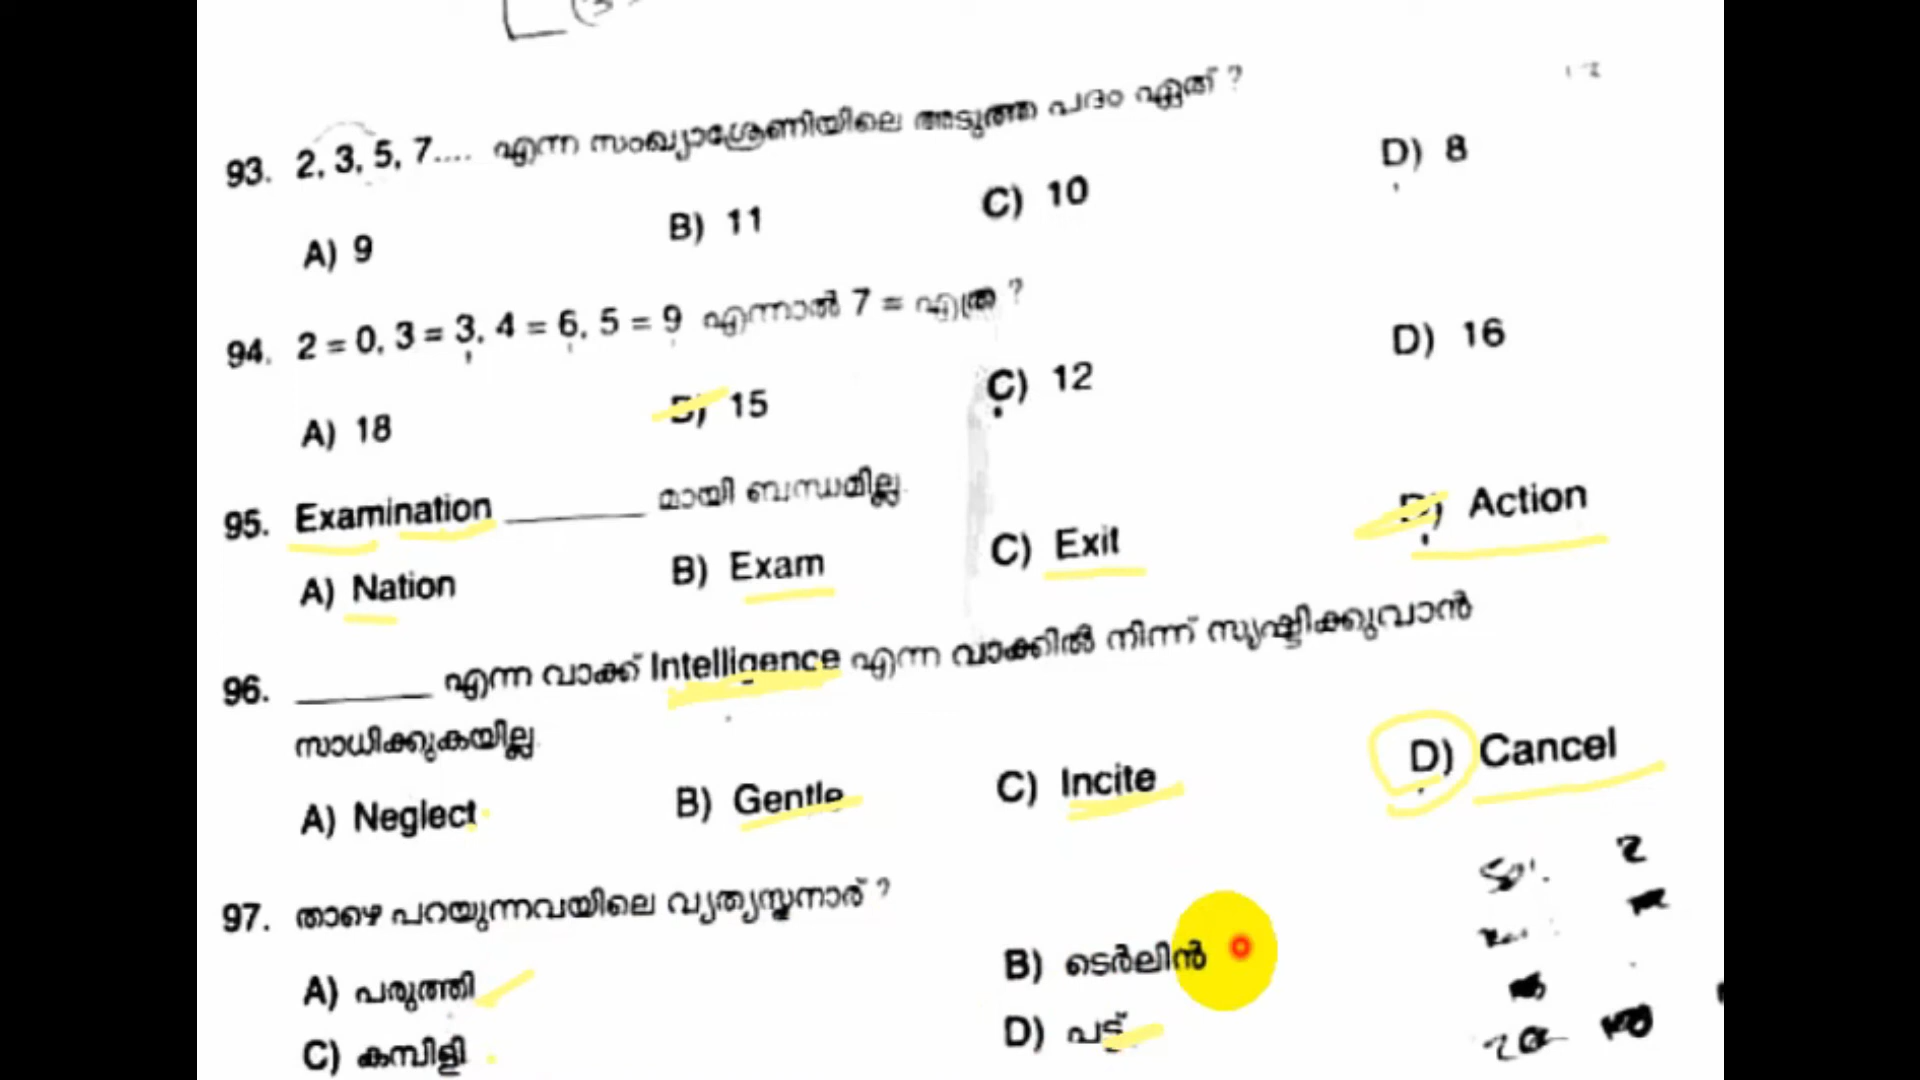 93. 2, 3, 5, 7.... എന്ന സംഖ്യാശ്രേണിയിലെ അടുത്ത പദം ഏത് ?
A) 9 B) 11 C) 10 D) 8
94. 2 = 0, 3 = 3, 4 = 6, 5 = 9 എന്നാൽ 7 = എത്ര ?
A) 18 B) 15 C) 12 D) 16
95. Examination ________ മായി ബന്ധമില്ല.
A) Nation B) Exam C) Exit D) Action
96. ________ എന്ന വാക്ക് Intelligence എന്ന വാക്കിൽ നിന്ന് സൃഷ്ടിക്കുവാൻ
സാധിക്കുകയില്ല.
A) Neglect B) Gentle C) Incite D) Cancel
97. താഴെ പറയുന്നവയിലെ വ്യത്യസ്തനാര് ?
A) പരുത്തി B) ടെർലിൻ
C) കമ്പിളി D) പട്ട്